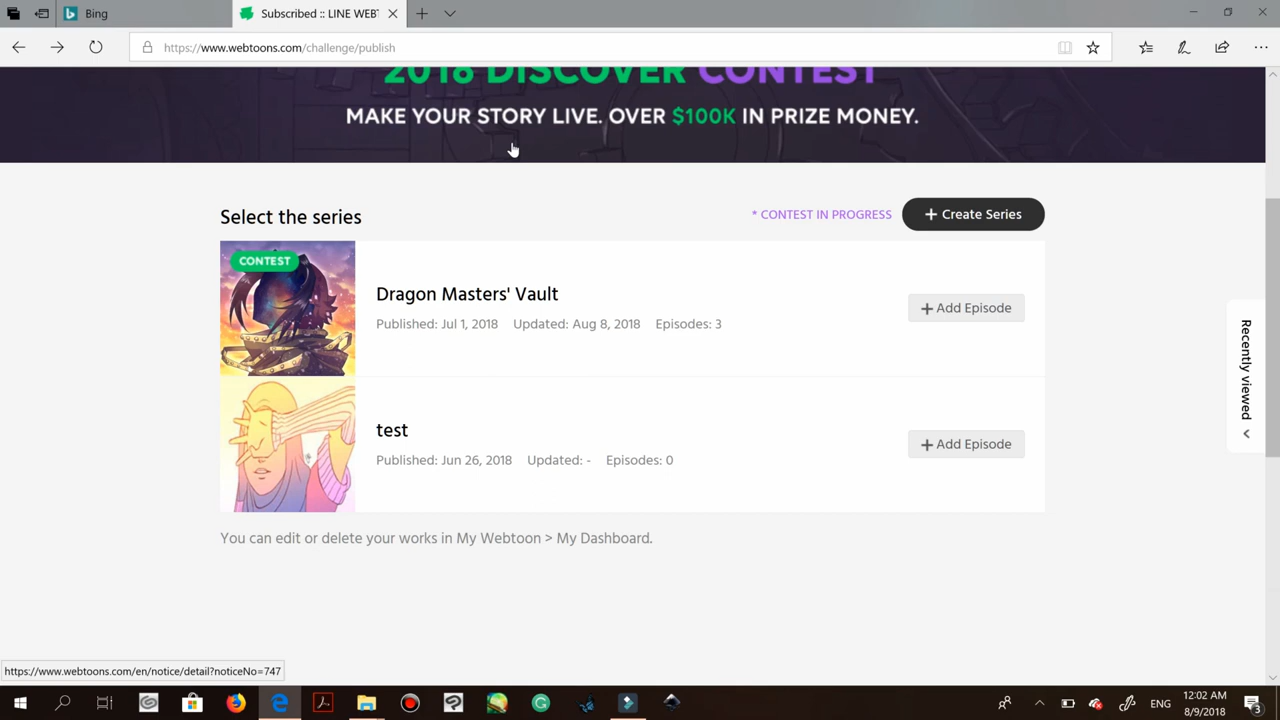 Bing
Subscribed :: LINE WEBT
https://www.webtoons.com/challenge/publish
2018 DISCOVER CONTEST
MAKE YOUR STORY LIVE. OVER $100K IN PRIZE MONEY.
Select the series
* CONTEST IN PROGRESS
+ Create Series
CONTEST
Dragon Masters' Vault
Published: Jul 1, 2018 Updated: Aug 8, 2018 Episodes: 3
+ Add Episode
test
Published: Jun 26, 2018 Updated: - Episodes: 0
+ Add Episode
You can edit or delete your works in My Webtoon > My Dashboard.
Recently viewed
https://www.webtoons.com/en/notice/detail?noticeNo=747
ENG
12:02 AM
8/9/2018
3